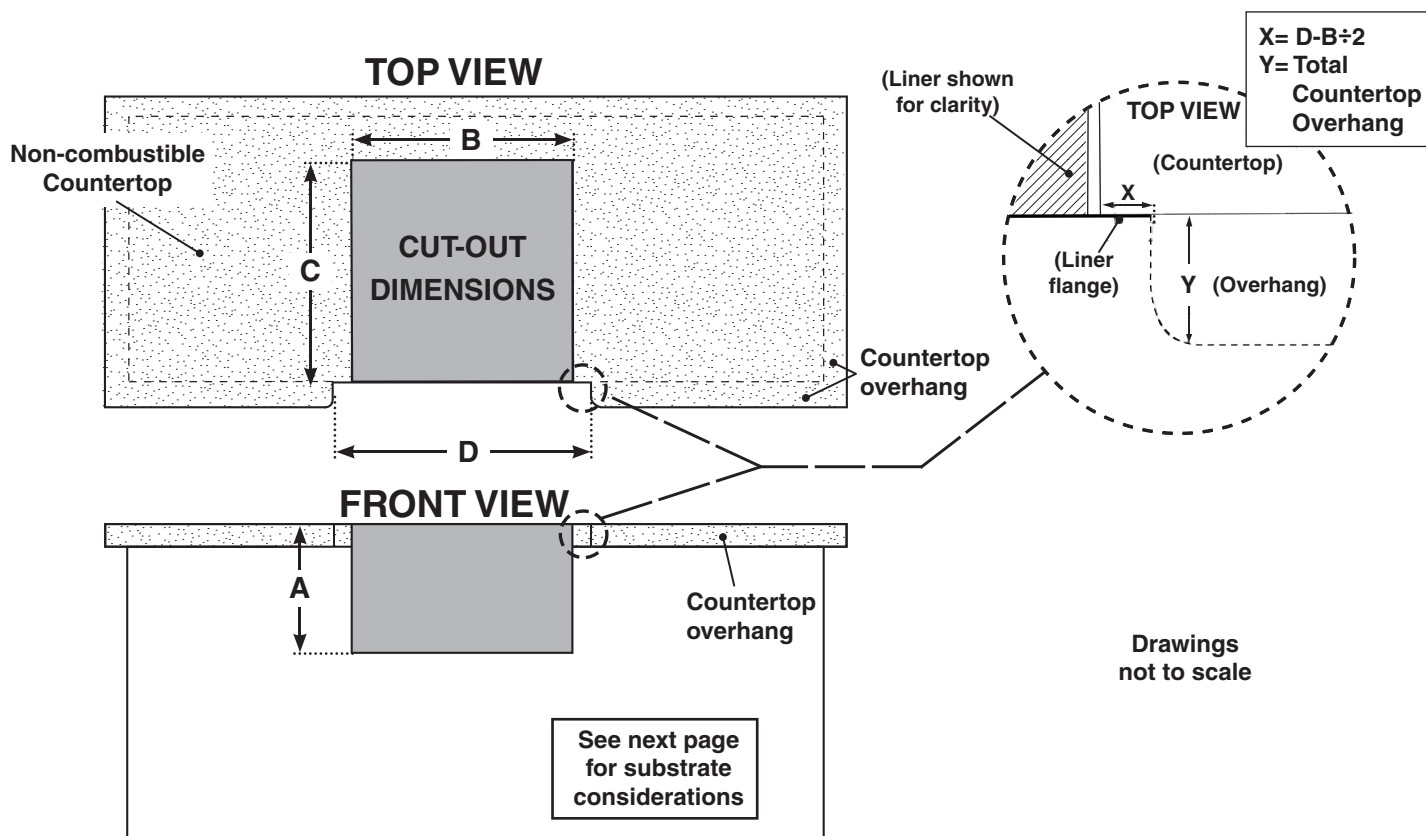 TOP VIEW
Non-combustible
Countertop
B
C
CUT-OUT
DIMENSIONS
D
Countertop
overhang
X= D-B÷2
Y= Total
Countertop
Overhang
(Liner shown
for clarity)
TOP VIEW
(Countertop)
X
(Liner
flange)
Y (Overhang)
FRONT VIEW
A
Countertop
overhang
See next page
for substrate
considerations
Drawings
not to scale